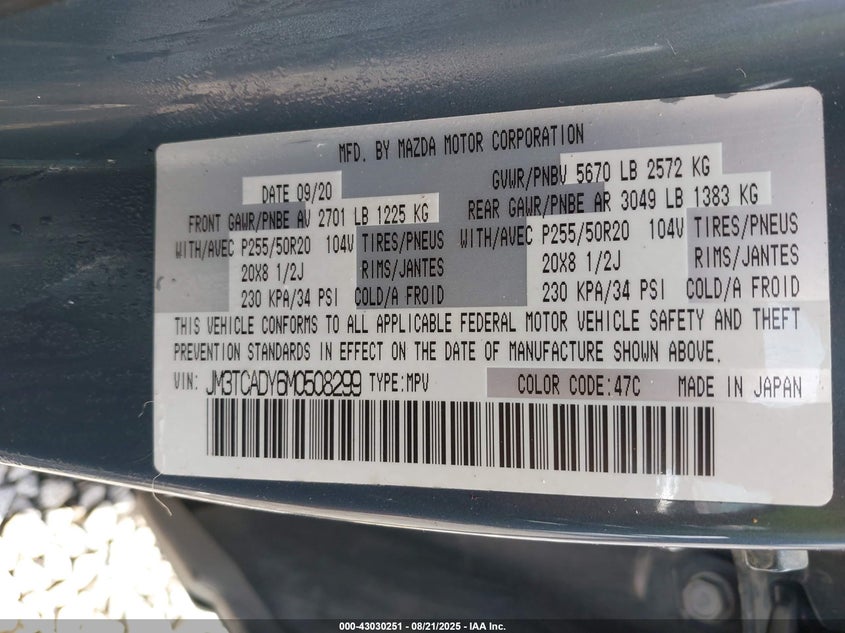 MFD. BY MAZDA MOTOR CORPORATION
DATE 09/20 GVWR/PNBV 5670 LB 2572 KG
FRONT GAWR/PNBE AV 2701 LB 1225 KG REAR GAWR/PNBE AR 3049 LB 1383 KG
WITH/AVEC P255/50R20 104V TIRES/PNEUS WITH/AVEC P255/50R20 104V TIRES/PNEUS
20X8 1/2J RIMS/JANTES 20X8 1/2J RIMS/JANTES
230 KPA/34 PSI COLD/A FROID 230 KPA/34 PSI COLD/A FROID
THIS VEHICLE CONFORMS TO ALL APPLICABLE FEDERAL MOTOR VEHICLE SAFETY AND THEFT
PREVENTION STANDARDS IN EFFECT ON THE DATE OF MANUFACTURE SHOWN ABOVE.
VIN: JM3TCADY6M0508299 TYPE:MPV COLOR CODE:47C MADE IN JAPAN
000-43030251 - 08/21/2025 - IAA Inc.